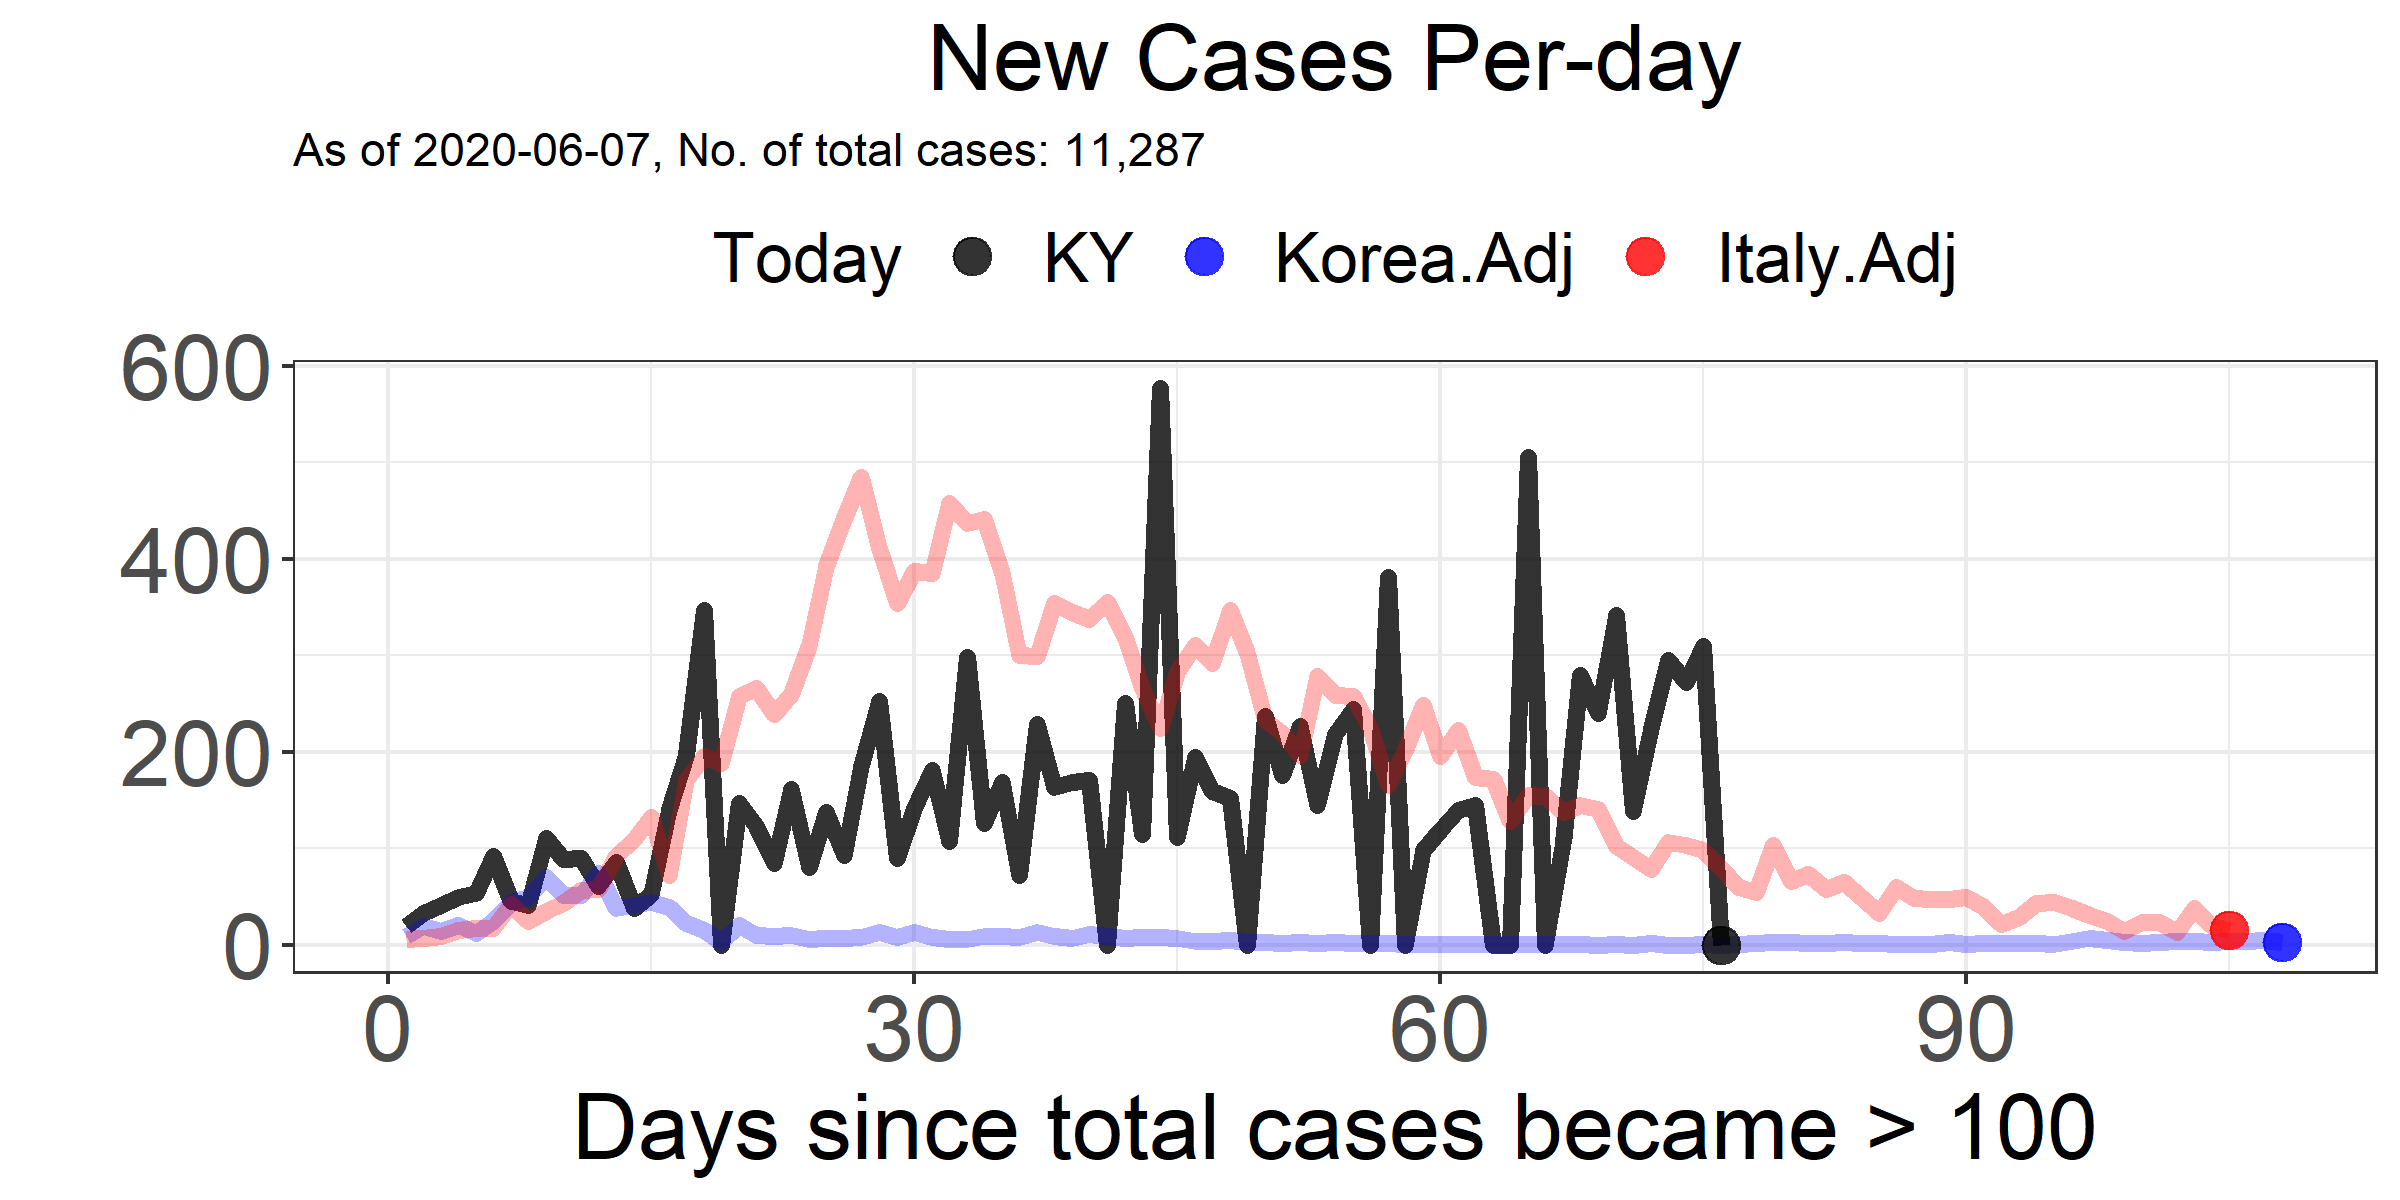 New Cases Per-day
As of 2020-06-07, No. of total cases: 11,287
Today KY Korea.Adj Italy.Adj
600
400
200
0
0 30 60 90
Days since total cases became > 100